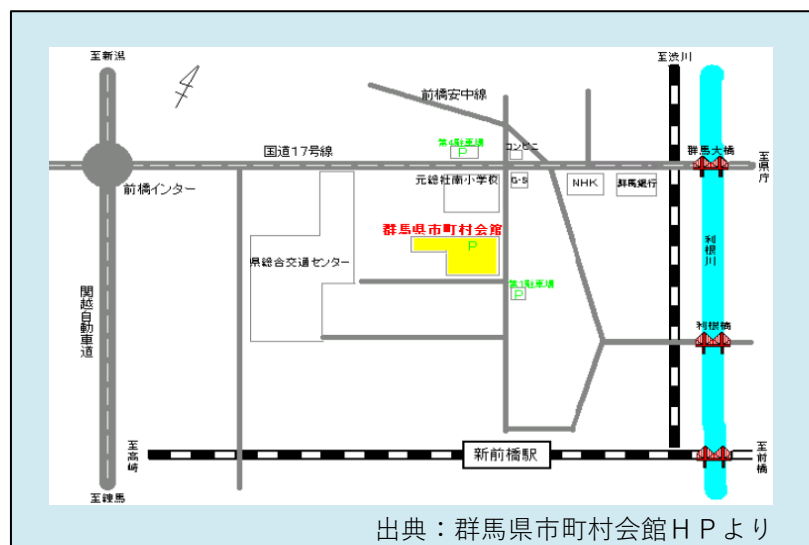 至新潟
至渋川
前橋安中線
第4駐車場
P
コンビニ
国道17号線
群馬大橋
至県庁
前橋インター
元総社南小学校
G-S
NHK
群馬銀行
群馬県市町村会館
P
利根川
県総合交通センター
第1駐車場
P
関越自動車道
利根橋
至高崎
新前橋駅
至前橋
至練馬
出典：群馬県市町村会館ＨＰより